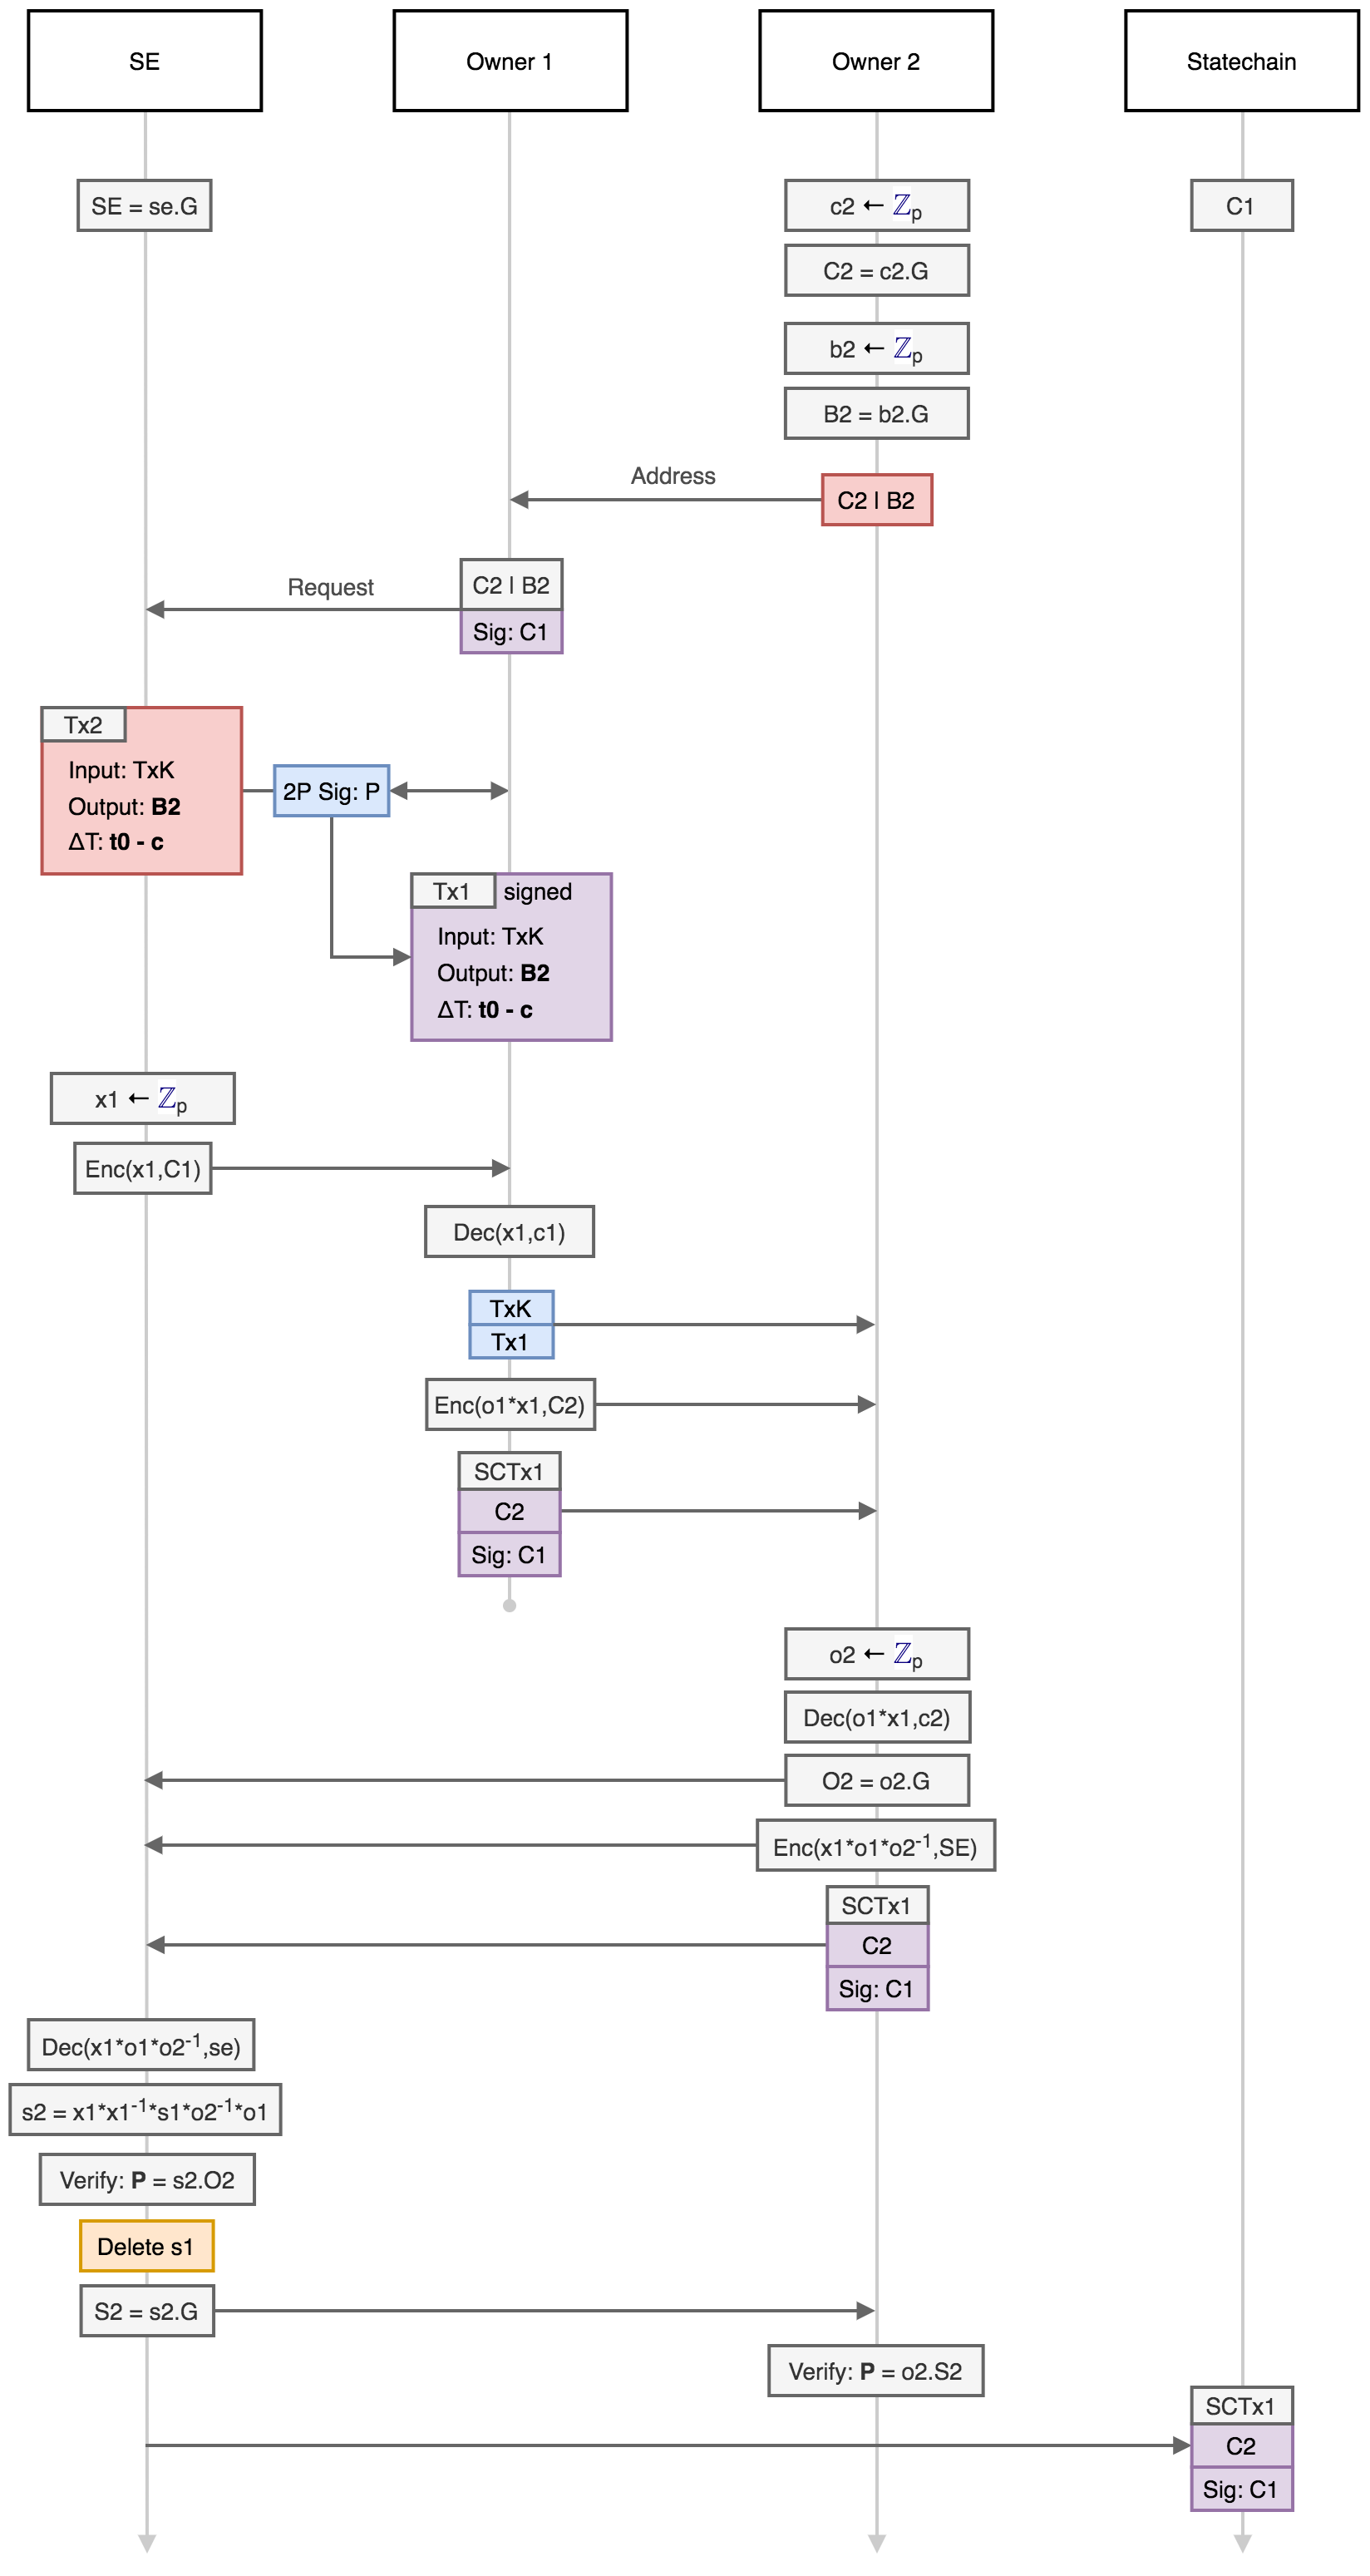 SE
Owner 1
Owner 2
Statechain
SE = se.G
c2 ← ℤp
C1
C2 = c2.G
b2 ← ℤp
B2 = b2.G
Address
C2 | B2
Request
C2 | B2
Sig: C1
Tx2
Input: TxK
Output: B2
ΔT: t0 - c
2P Sig: P
Tx1 signed
Input: TxK
Output: B2
ΔT: t0 - c
x1 ← ℤp
Enc(x1,C1)
Dec(x1,c1)
TxK
Tx1
Enc(o1*x1,C2)
SCTx1
C2
Sig: C1
o2 ← ℤp
Dec(o1*x1,c2)
O2 = o2.G
Enc(x1*o1*o2⁻¹,SE)
SCTx1
C2
Sig: C1
Dec(x1*o1*o2⁻¹,se)
s2 = x1*x1⁻¹*s1*o2⁻¹*o1
Verify: P = s2.O2
Delete s1
S2 = s2.G
Verify: P = o2.S2
SCTx1
C2
Sig: C1